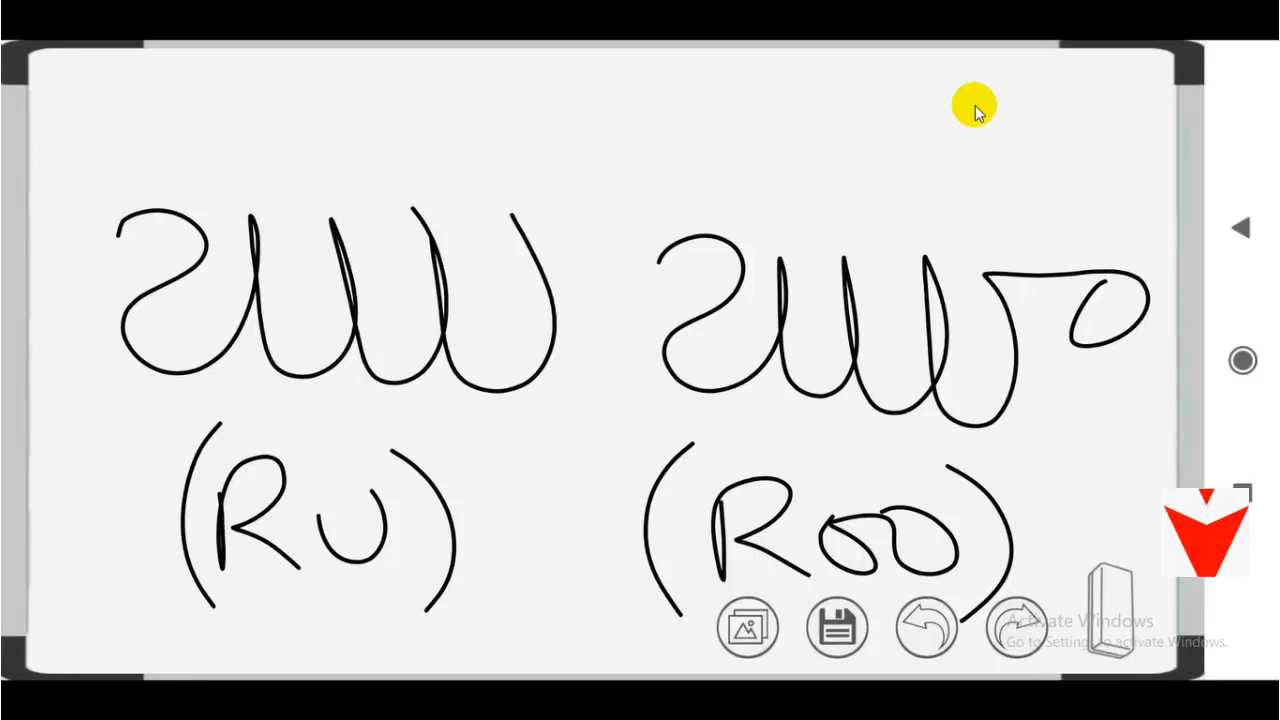 ఋ ౠ
(RU) (Roo)
Activate Windows
Go to Settings to activate Windows.